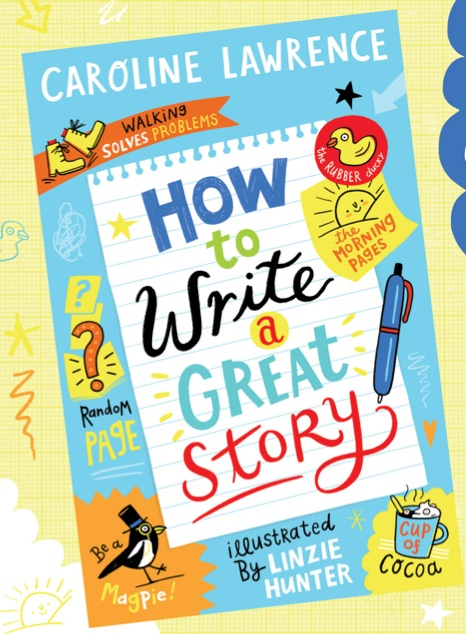 CAROLINE LAWRENCE
WALKING
SOLVES PROBLEMS
the RUBBER ducky
HOW
to
Write
a
GREAT
STORY
the
MORNING
PAGES
?
?
Random
PAGE
Be a
Magpie!
illustrated
By LINZIE
HUNTER
CUP
OF
Cocoa